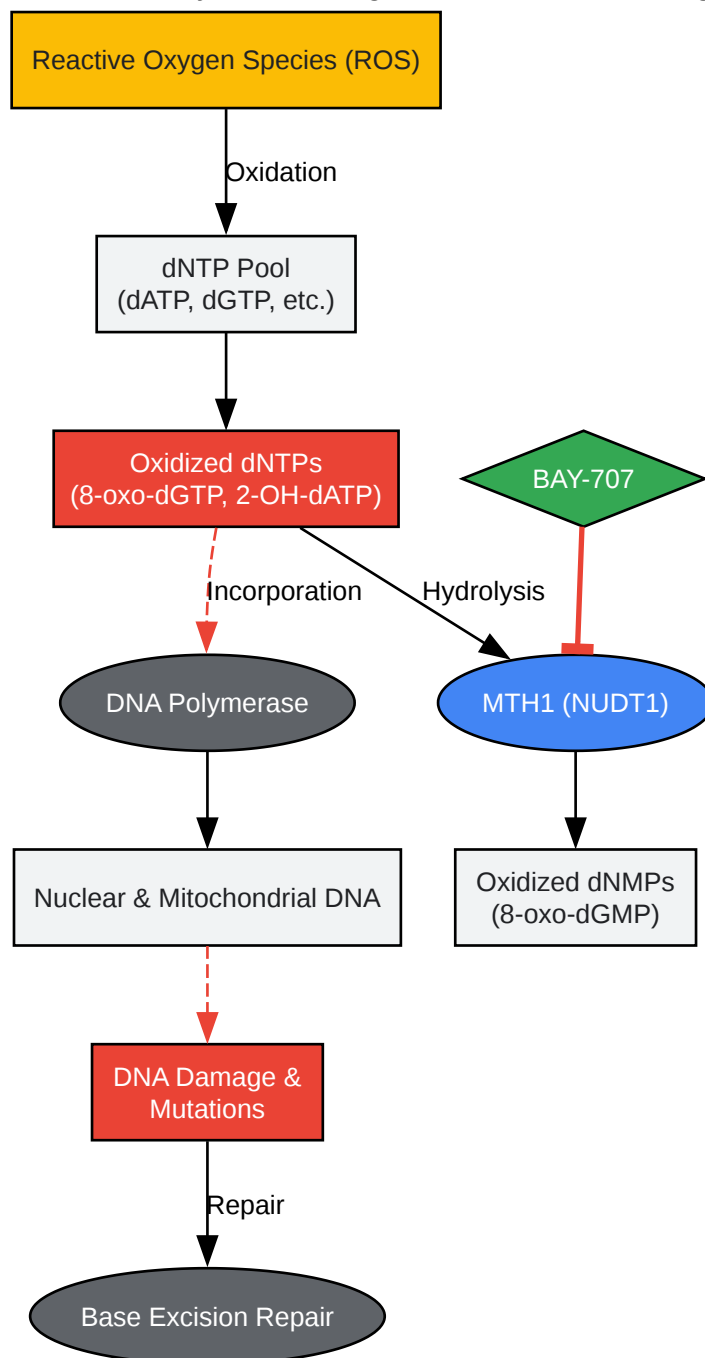 Reactive Oxygen Species (ROS)
Oxidation
dNTP Pool
(dATP, dGTP, etc.)
Oxidized dNTPs
(8-oxo-dGTP, 2-OH-dATP)
BAY-707
Incorporation
Hydrolysis
DNA Polymerase
MTH1 (NUDT1)
Nuclear & Mitochondrial DNA
Oxidized dNMPs
(8-oxo-dGMP)
DNA Damage &
Mutations
Repair
Base Excision Repair